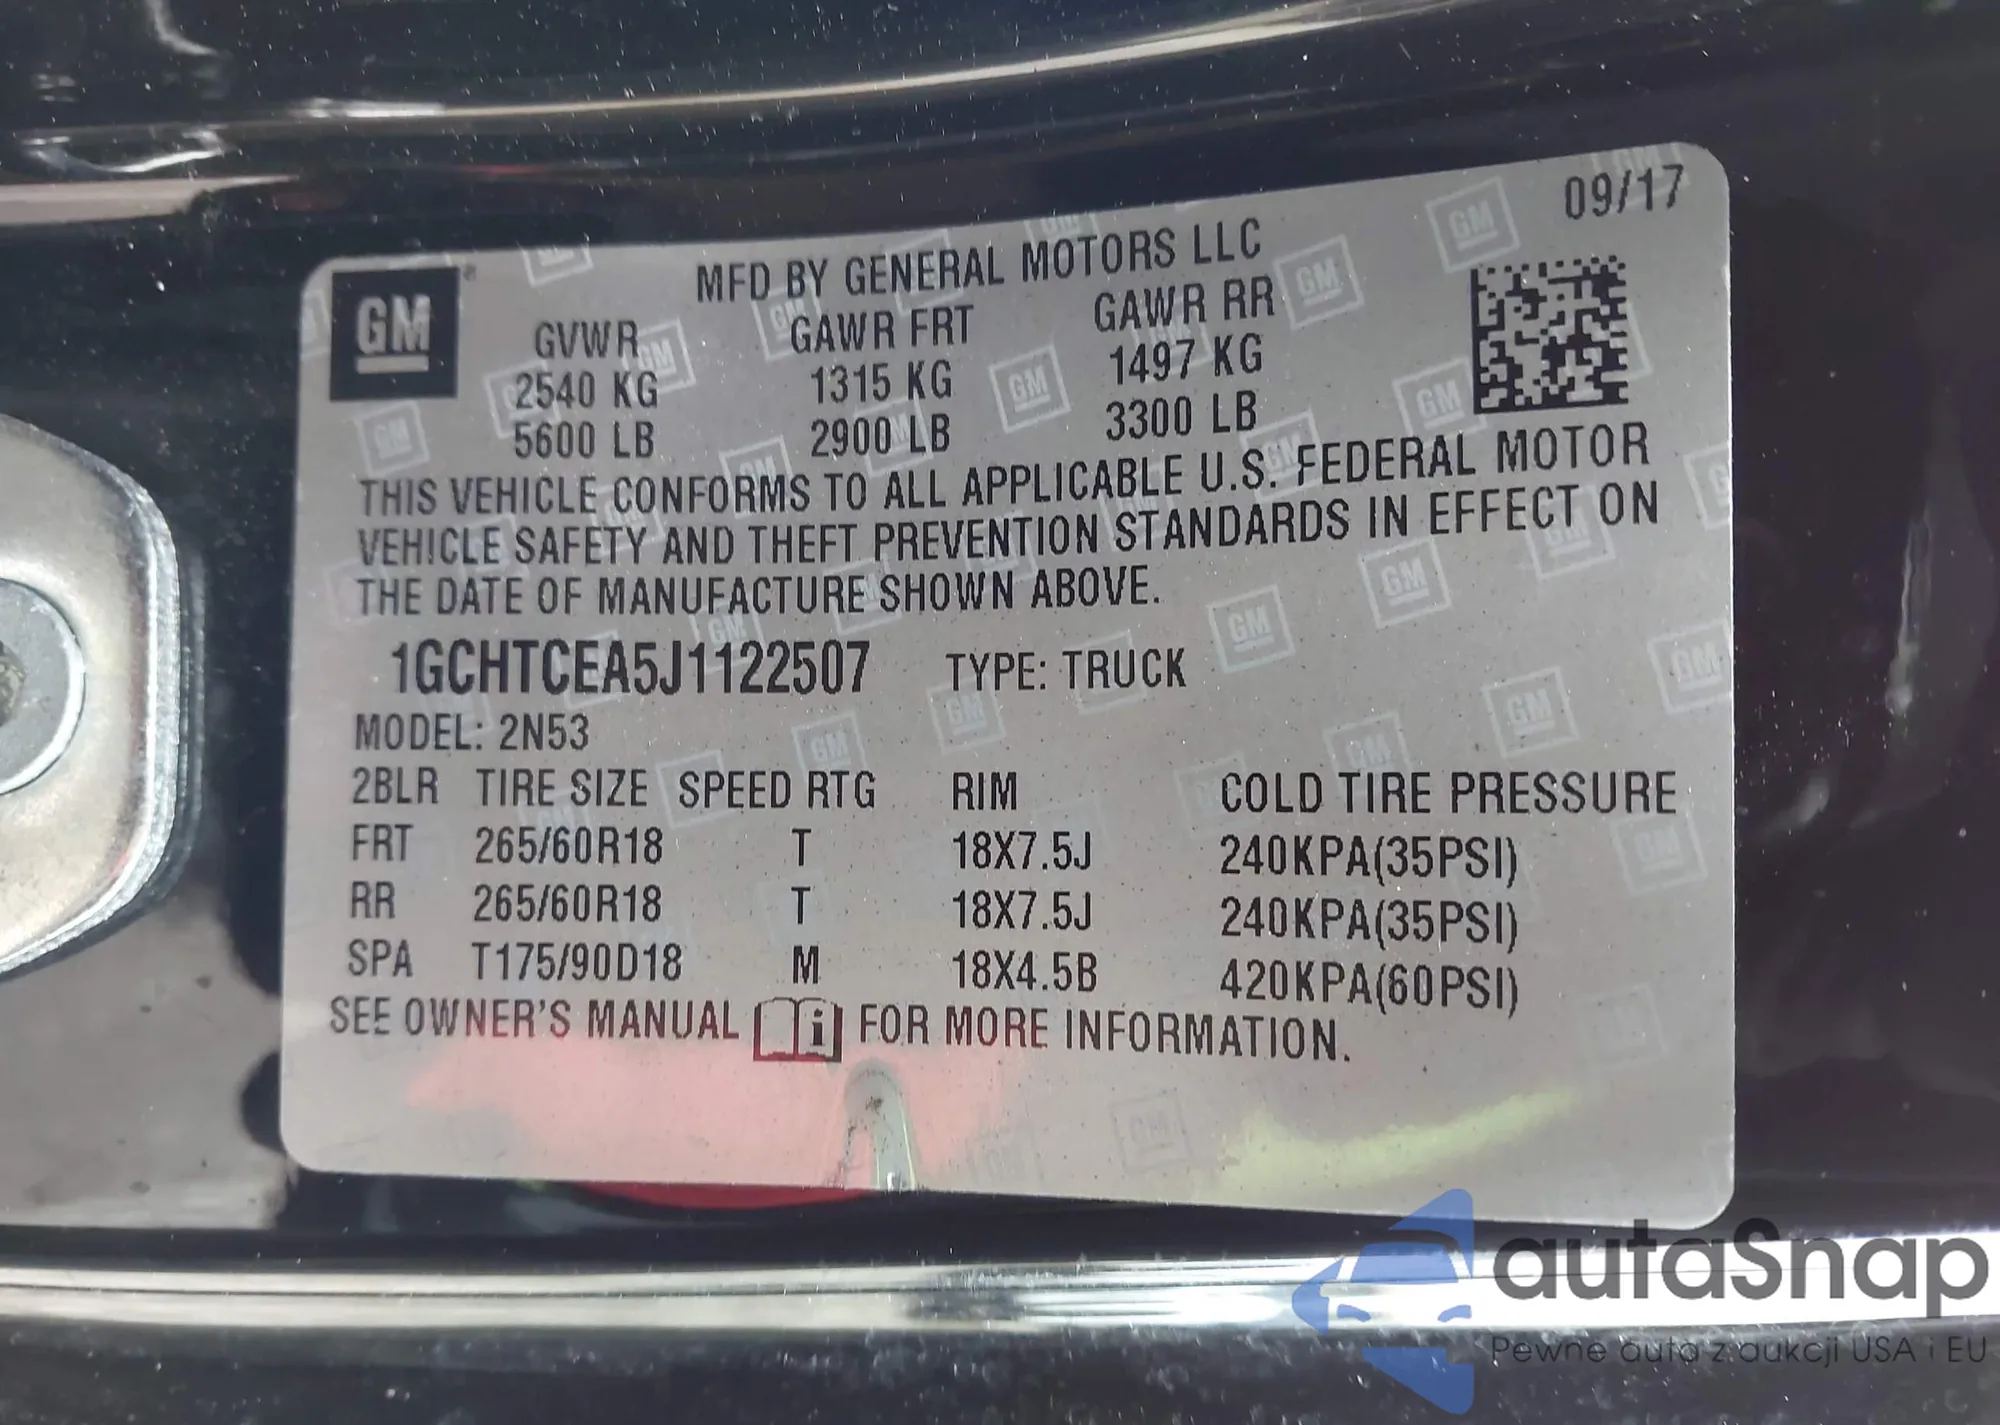 09/17
MFD BY GENERAL MOTORS LLC
GM
GVWR GAWR FRT GAWR RR
2540 KG 1315 KG 1497 KG
5600 LB 2900 LB 3300 LB
THIS VEHICLE CONFORMS TO ALL APPLICABLE U.S. FEDERAL MOTOR
VEHICLE SAFETY AND THEFT PREVENTION STANDARDS IN EFFECT ON
THE DATE OF MANUFACTURE SHOWN ABOVE.
1GCHTCEA5J1122507 TYPE: TRUCK
MODEL: 2N53
2BLR TIRE SIZE SPEED RTG RIM COLD TIRE PRESSURE
FRT 265/60R18 T 18X7.5J 240KPA(35PSI)
RR 265/60R18 T 18X7.5J 240KPA(35PSI)
SPA T175/90D18 M 18X4.5B 420KPA(60PSI)
SEE OWNER'S MANUAL i FOR MORE INFORMATION.
autaSnap
Pewne auta z aukcji USA i EU